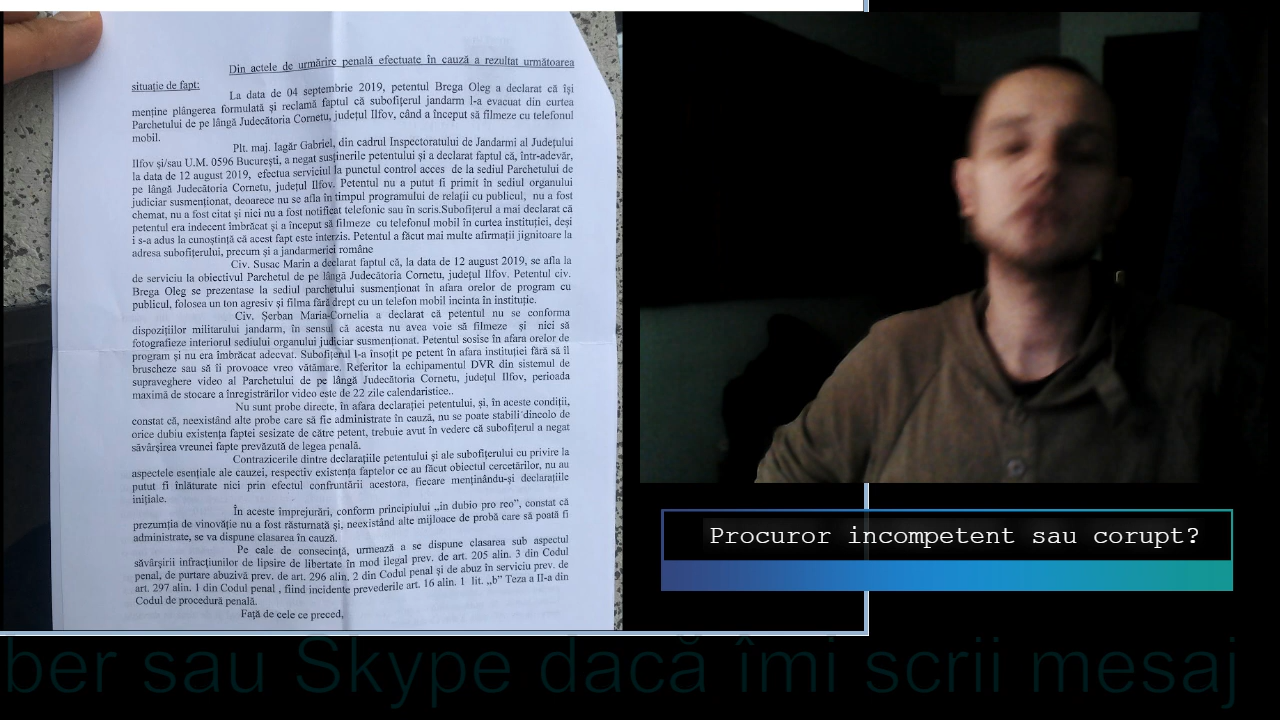 Din actele de urmărire penală efectuate în cauză a rezultat următoarea
situație de fapt:
La data de 04 septembrie 2019, petentul Brega Oleg a declarat că își
menține plângerea formulată și reclamă faptul că subofițerul jandarm l-a evacuat din curtea
Parchetului de pe lângă Judecătoria Cornetu, județul Ilfov, când a început să filmeze cu telefonul
mobil.
Plt. maj. Iagăr Gabriel, din cadrul Inspectoratului de Jandarmi al Județului
Ilfov și/sau U.M. 0596 București, a negat susținerile petentului și a declarat faptul că, într-adevăr,
la data de 12 august 2019, efectua serviciul la punctul control acces de la sediul Parchetului de
pe lângă Judecătoria Cornetu, județul Ilfov. Petentul nu a putut fi primit în sediul organului
judiciar susmenționat, deoarece nu se afla în timpul programului de relații cu publicul, nu a fost
chemat, nu a fost citat și nici nu a fost notificat telefonic sau în scris.Subofițerul a mai declarat că
petentul era indecent îmbrăcat și a început să filmeze cu telefonul mobil în curtea instituției, deși
i s-a adus la cunoștință că acest fapt este interzis. Petentul a făcut mai multe afirmații jignitoare la
adresa subofițerului, precum și a jandarmeriei române
Civ. Susac Marin a declarat faptul că, la data de 12 august 2019, se afla la
de serviciu la obiectivul Parchetul de pe lângă Judecătoria Cornetu, județul Ilfov. Petentul civ.
Brega Oleg se prezentase la sediul parchetului susmenționat în afara orelor de program cu
publicul, folosea un ton agresiv și filma fără drept cu un telefon mobil incinta în instituție.
Civ. Șerban Maria-Cornelia a declarat că petentul nu se conforma
dispozițiilor militarului jandarm, în sensul că acesta nu avea voie să filmeze și nici să
fotografieze interiorul sediului organului judiciar susmenționat. Petentul sosise în afara orelor de
program și nu era îmbrăcat adecvat. Subofițerul l-a însoțit pe petent în afara instituției fără să îl
bruscheze sau să îi provoace vreo vătămare. Referitor la echipamentul DVR din sistemul de
supraveghere video al Parchetului de pe lângă Judecătoria Cornetu, județul Ilfov, perioada
maximă de stocare a înregistrărilor video este de 22 zile calendaristice..
Nu sunt probe directe, în afara declarației petentului, și, în aceste condiții,
constat că, neexistând alte probe care să fie administrate în cauză, nu se poate stabili dincolo de
orice dubiu existența faptei sesizate de către petent, trebuie avut în vedere că subofițerul a negat
săvârșirea vreunei fapte prevăzută de legea penală.
Contrazicerile dintre declarațiile petentului și ale subofițerului cu privire la
aspectele esențiale ale cauzei, respectiv existența faptelor ce au făcut obiectul cercetărilor, nu au
putut fi înlăturate nici prin efectul confruntării acestora, fiecare menținându-și declarațiile
inițiale.
În aceste împrejurări, conform principiului „in dubio pro reo”, constat că
prezumția de vinovăție nu a fost răsturnată și, neexistând alte mijloace de probă care să poată fi
administrate, se va dispune clasarea în cauză.
Pe cale de consecință, urmează a se dispune clasarea sub aspectul
săvârșirii infracțiunilor de lipsire de libertate în mod ilegal prev. de art. 205 alin. 3 din Codul
penal, de purtare abuzivă prev. de art. 296 alin. 2 din Codul penal și de abuz în serviciu prev. de
art. 297 alin. 1 din Codul penal , fiind incidente prevederile art. 16 alin. 1 lit. „b” Teza a II-a din
Codul de procedură penală.
Față de cele ce preced,
Procuror incompetent sau corupt?
ber sau Skype dacă îmi scrii mesaj